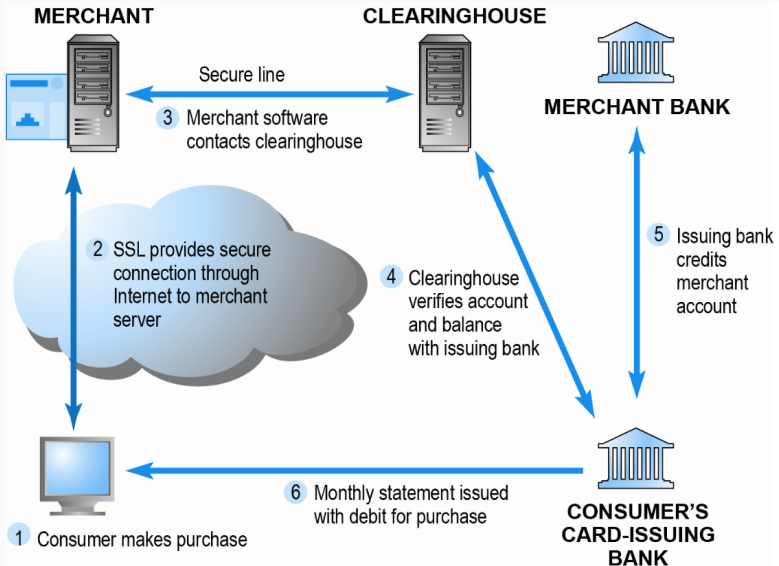 MERCHANT
CLEARINGHOUSE
MERCHANT BANK
Secure line
3 Merchant software
contacts clearinghouse
2 SSL provides secure
connection through
Internet to merchant
server
4 Clearinghouse
verifies account
and balance
with issuing bank
5 Issuing bank
credits
merchant
account
6 Monthly statement issued
with debit for purchase
1 Consumer makes purchase
CONSUMER'S
CARD-ISSUING
BANK